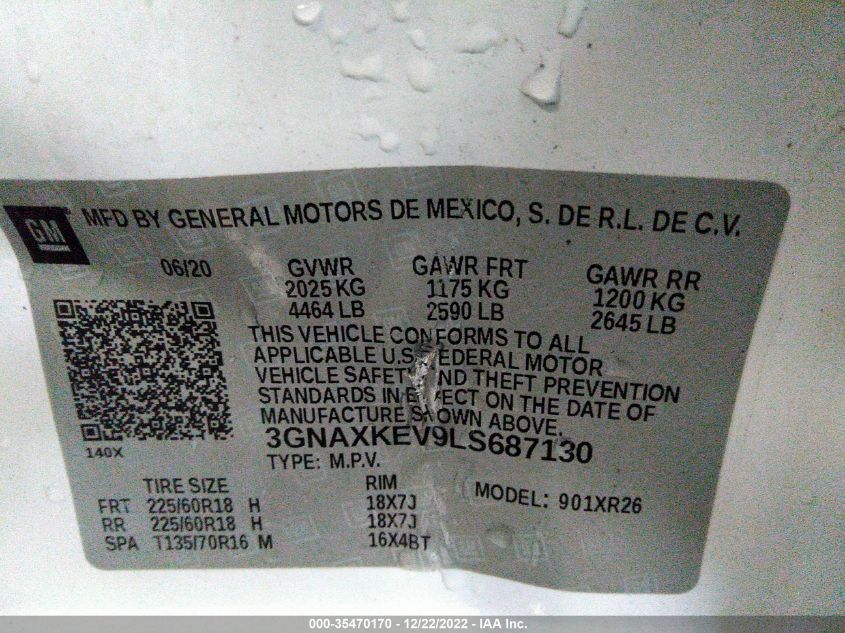 GM
MFD BY GENERAL MOTORS DE MEXICO, S. DE R.L. DE C.V.
06/20 GVWR GAWR FRT GAWR RR
2025 KG 1175 KG 1200 KG
4464 LB 2590 LB 2645 LB
THIS VEHICLE CONFORMS TO ALL
APPLICABLE U.S. FEDERAL MOTOR
VEHICLE SAFETY AND THEFT PREVENTION
STANDARDS IN EFFECT ON THE DATE OF
MANUFACTURE SHOWN ABOVE.
3GNAXKEV9LS687130
140X
TYPE: M.P.V.
TIRE SIZE RIM MODEL: 901XR26
FRT 225/60R18 H 18X7J
RR 225/60R18 H 18X7J
SPA T135/70R16 M 16X4BT
000-35470170 - 12/22/2022 - IAA Inc.